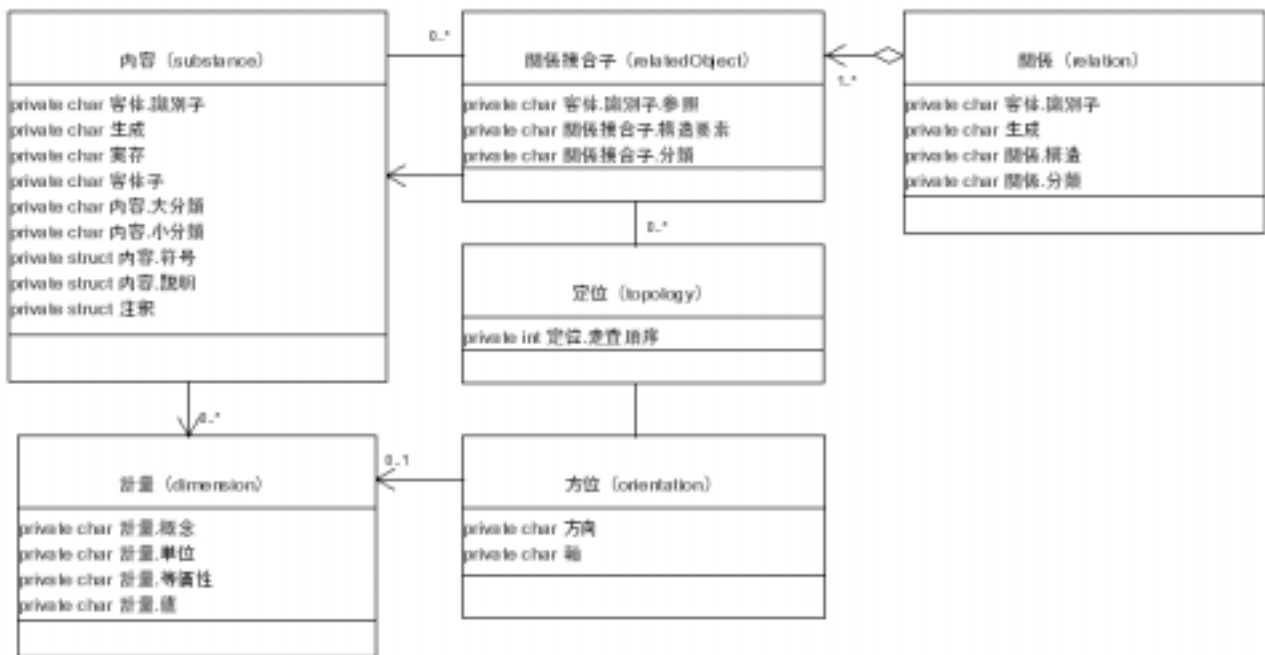 内容（substance）
private char 客体.識別子
private char 生成
private char 実存
private char 客体子
private char 内容.大分類
private char 内容.小分類
private struct 内容.符号
private struct 内容.説明
private struct 注釈
0..*
関係接合子（relatedObject）
private char 客体.識別子.参照
private char 関係接合子.構造要素
private char 関係接合子.分類
関係（relation）
private char 客体.識別子
private char 生成
private char 関係.構造
private char 関係.分類
0..*
定位（topology）
private int 定位.走査順序
0..*
計量（dimension）
private char 計量.概念
private char 計量.単位
private char 計量.等価性
private char 計量.値
0..1
方位（orientation）
private char 方向
private char 軸